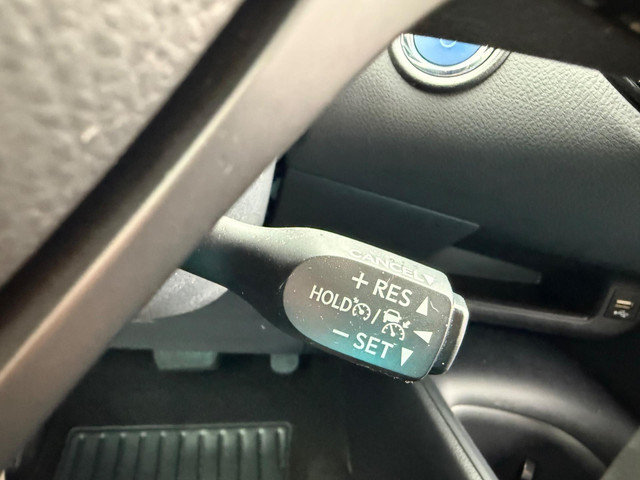 CANCEL
+ RES
HOLD /
− SET